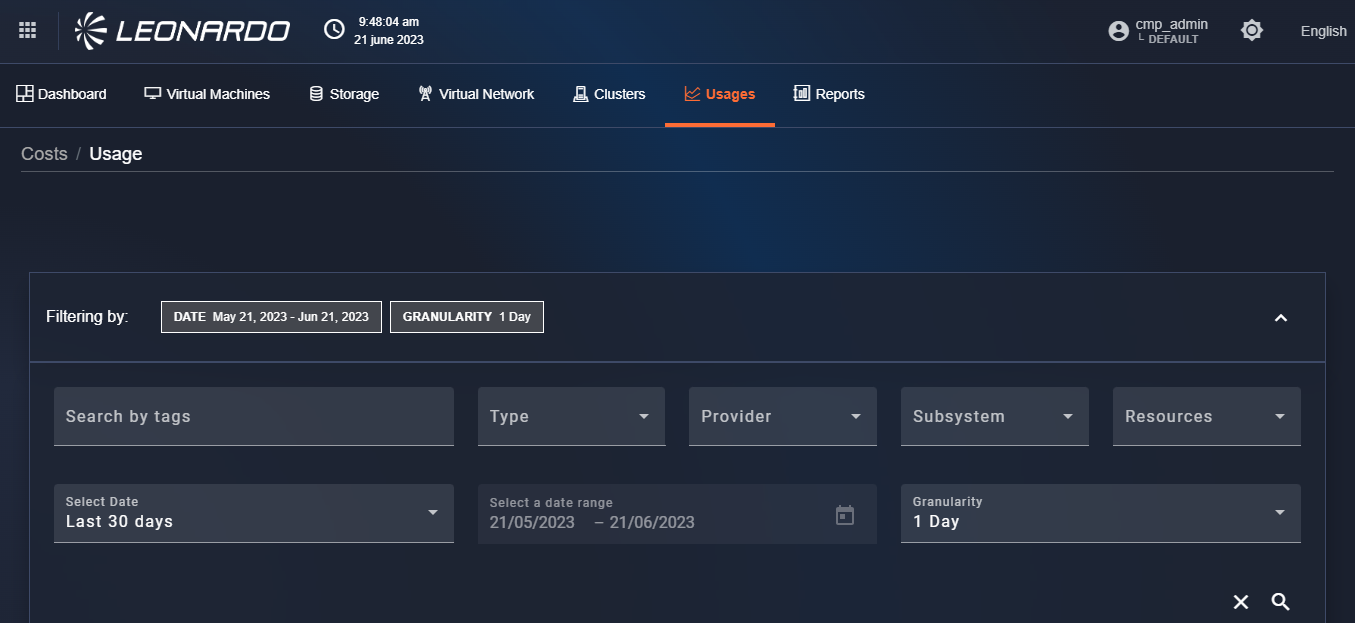 LEONARDO
9:48:04 am
21 june 2023
cmp_admin
└ DEFAULT
English
Dashboard
Virtual Machines
Storage
Virtual Network
Clusters
Usages
Reports
Costs / Usage
Filtering by:
DATE May 21, 2023 - Jun 21, 2023
GRANULARITY 1 Day
Search by tags
Type
Provider
Subsystem
Resources
Select Date
Last 30 days
Select a date range
21/05/2023 – 21/06/2023
Granularity
1 Day